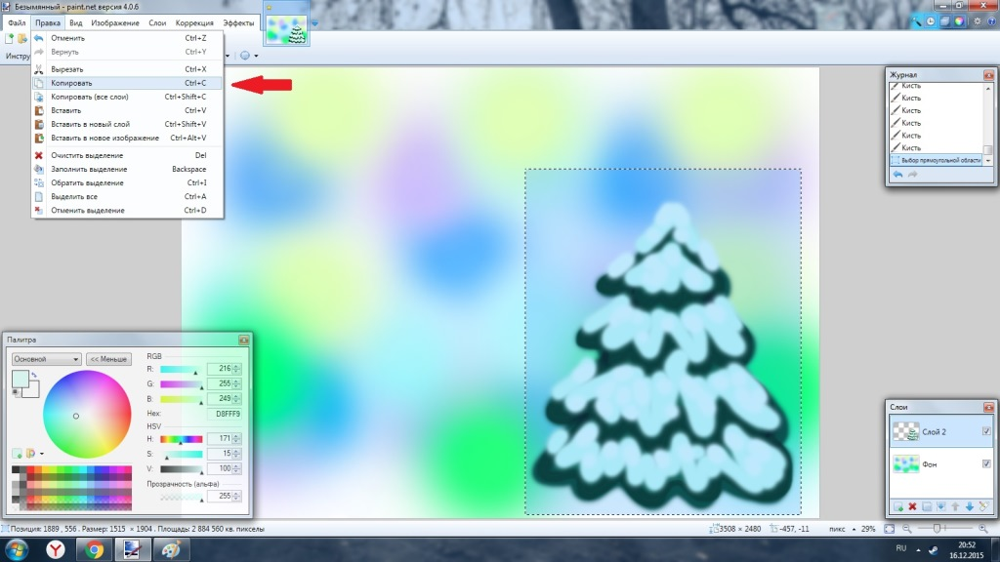 Безымянный - paint.net версия 4.0.6
Файл Правка Вид Изображение Слои Коррекция Эффекты
Инстру
Отменить Ctrl+Z
Вернуть Ctrl+Y
Вырезать Ctrl+X
Копировать Ctrl+C
Копировать (все слои) Ctrl+Shift+C
Вставить Ctrl+V
Вставить в новый слой Ctrl+Shift+V
Вставить в новое изображение Ctrl+Alt+V
Очистить выделение Del
Заполнить выделение Backspace
Обратить выделение Ctrl+I
Выделить все Ctrl+A
Отменить выделение Ctrl+D
Журнал
Кисть
Кисть
Кисть
Кисть
Кисть
Кисть
Выбор прямоугольной области
Палитра
Основной << Меньше
RGB
R: 216
G: 255
B: 249
Hex: D8FFF9
HSV
H: 171
S: 15
V: 100
Прозрачность (альфа)
255
Слои
Слой 2
Фон
Позиция: 1889 , 556 . Размер: 1515 × 1904 . Площадь: 2 884 560 кв. пикселы
3508 × 2480 -457, -11 пикс 29%
RU 20:52
16.12.2015